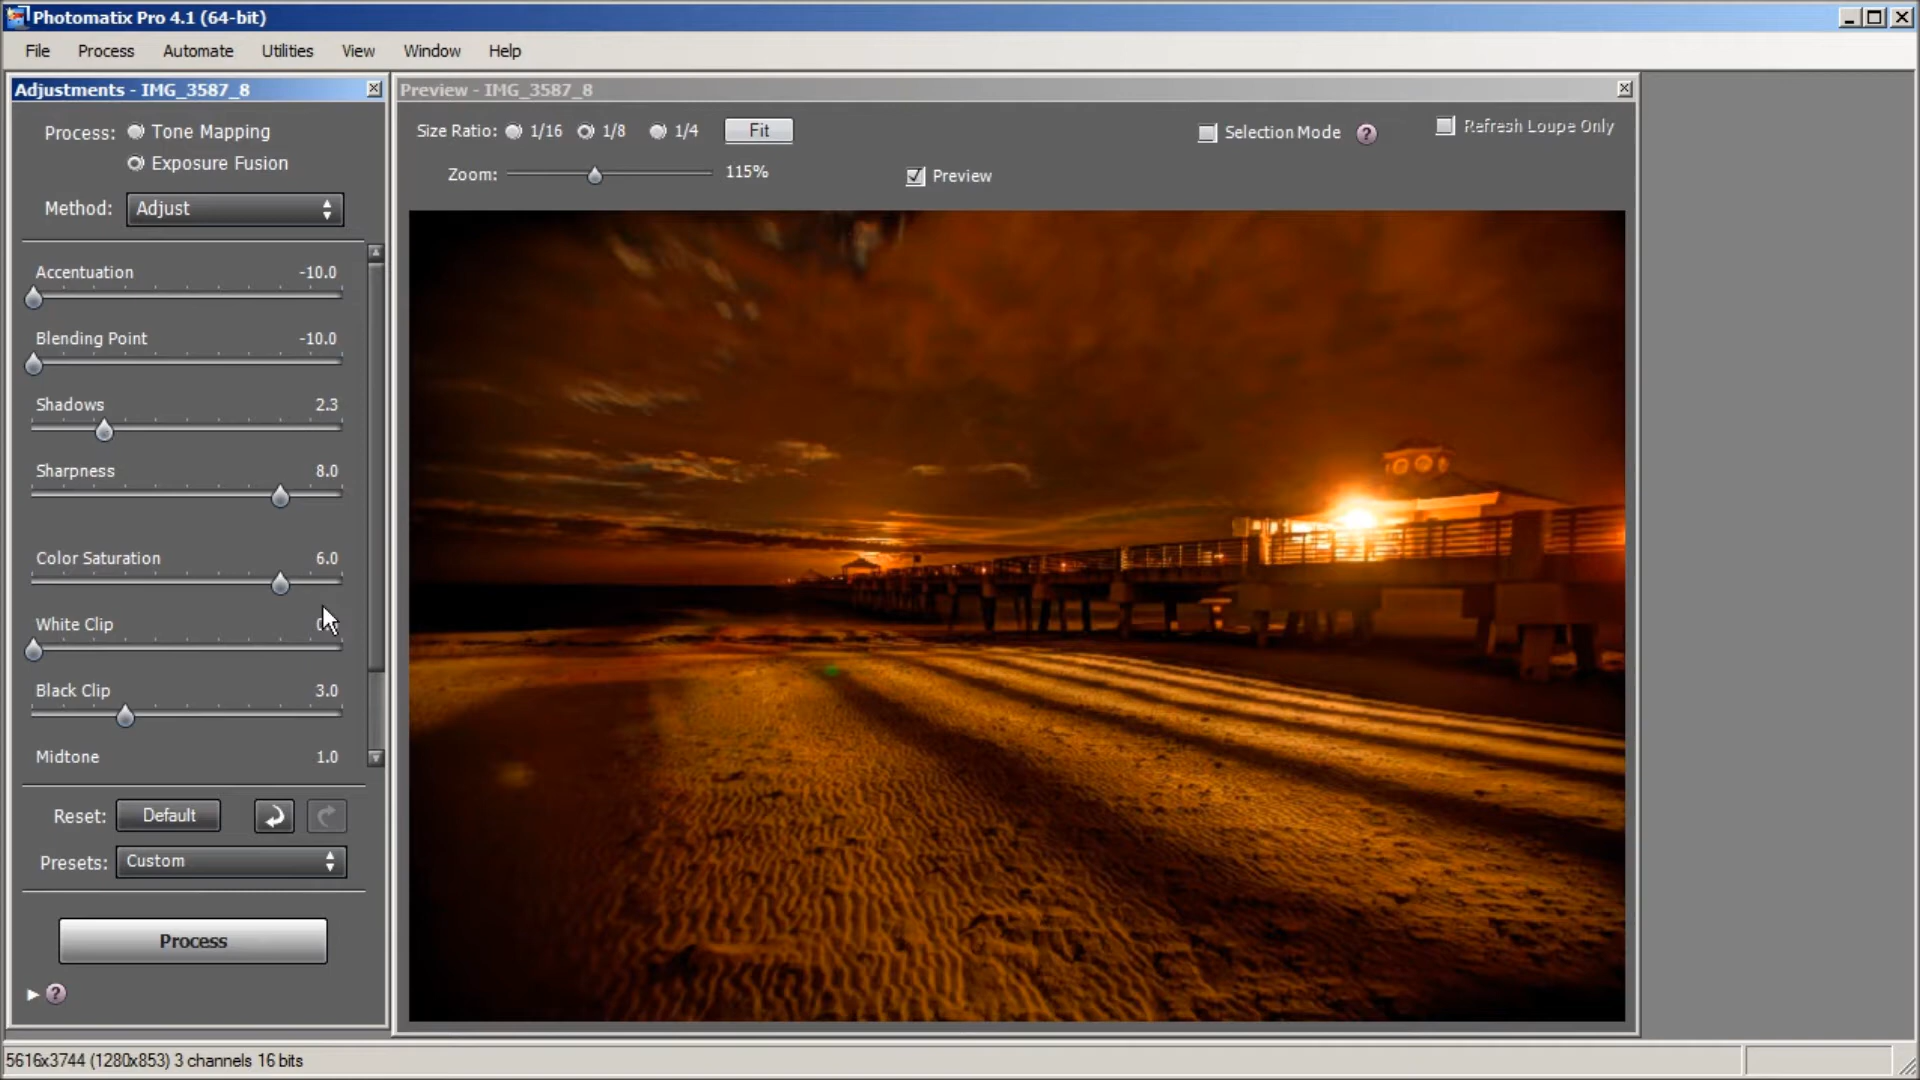 Photomatix Pro 4.1 (64-bit)
File Process Automate Utilities View Window Help
Adjustments - IMG_3587_8
Process: Tone Mapping
Exposure Fusion
Method: Adjust
Accentuation -10.0
Blending Point -10.0
Shadows 2.3
Sharpness 8.0
Color Saturation 6.0
White Clip
Black Clip 3.0
Midtone 1.0
Reset: Default
Presets: Custom
Process
?
Preview - IMG_3587_8
Size Ratio: 1/16 1/8 1/4 Fit
Selection Mode ? Refresh Loupe Only
Zoom: 115% Preview
5616x3744 (1280x853) 3 channels 16 bits